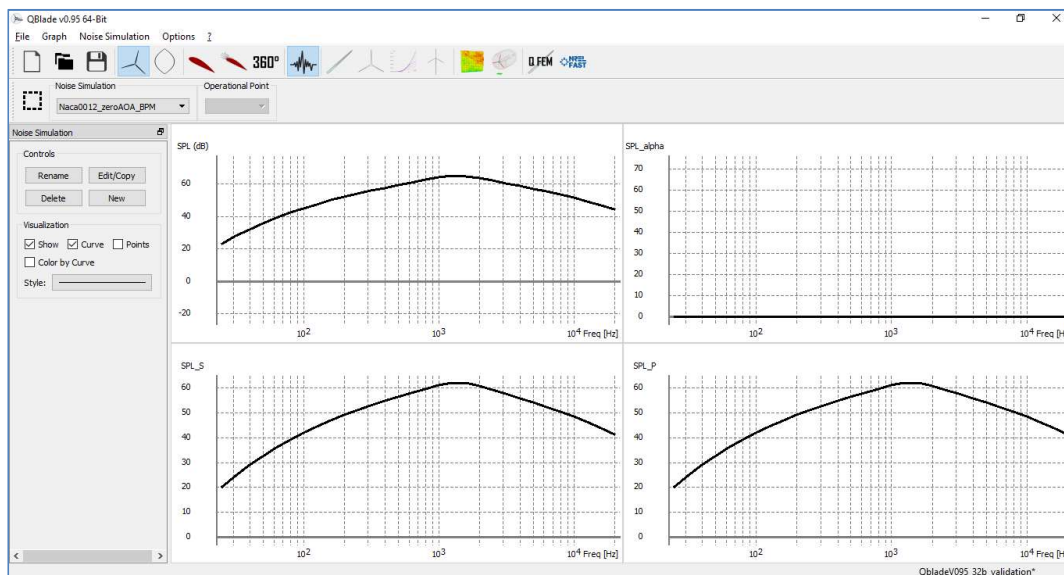 QBlade v0.95 64-Bit
File Graph Noise Simulation Options ?
360° Q FEM NREL FAST
Noise Simulation Operational Point
Naca0012_zeroAOA_BPM
Noise Simulation
Controls
Rename Edit/Copy
Delete New
Visualization
Show Curve Points
Color by Curve
Style:
SPL (dB)
60
40
20
0
-20
10² 10³ 10⁴ Freq [Hz]
SPL_alpha
70
60
50
40
30
20
10
0
10² 10³ 10⁴ Freq [H
SPL_S
60
50
40
30
20
10
0
10² 10³ 10⁴ Freq [Hz]
SPL_P
60
50
40
30
20
10
0
10² 10³ 10⁴ Freq [H
QbladeV095_32b_validation*